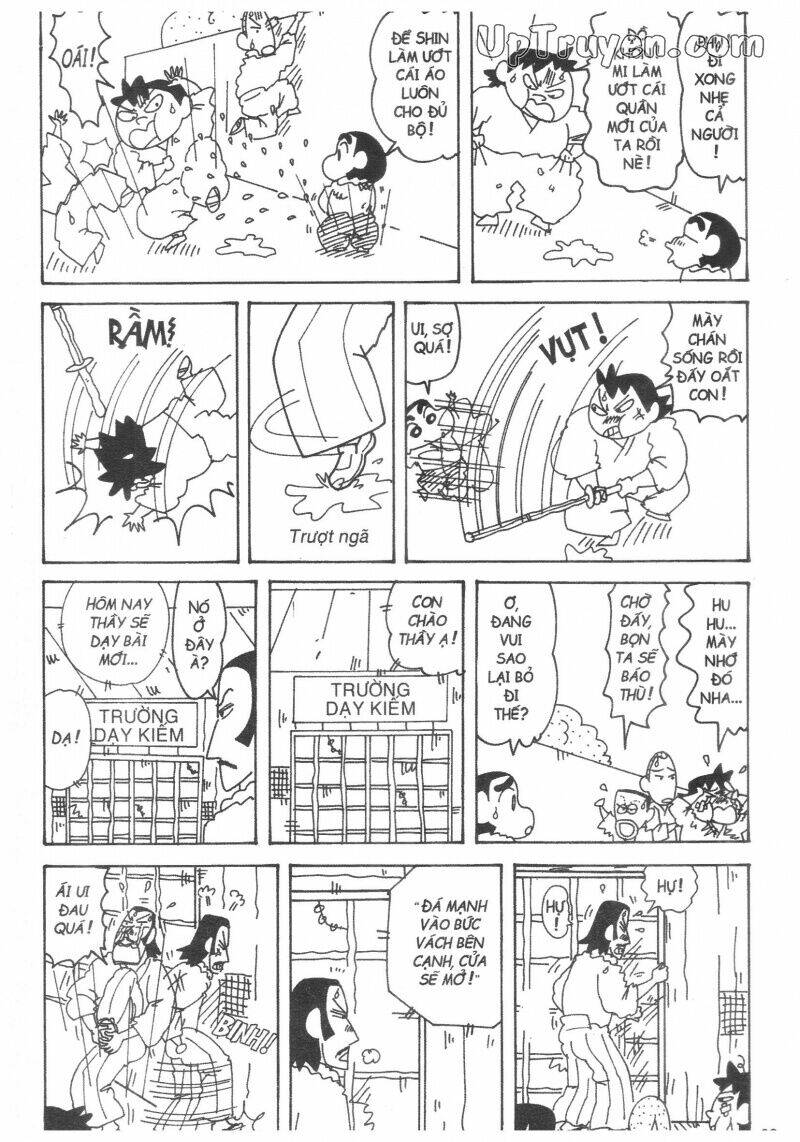 UpTruyen.com
ĐI
XONG
NHẸ
CẢ
NGƯỜI!
ĐỒ
MI LÀM
ƯỚT CÁI
QUẦN
MỚI CỦA
TA RỒI
NÈ!
ĐỂ SHIN
LÀM ƯỚT
CÁI ÁO
LUÔN
CHO ĐỦ
BỘ!
OÁI!
MÀY
CHÁN
SỐNG RỒI
ĐẤY OẮT
CON!
VỤT!
UI, SỢ
QUÁ!
Trượt ngã
RẦM!
HU
HU...
MÀY
NHỚ
ĐÓ
NHA...
CHỜ
ĐẤY,
BỌN
TA SẼ
BÁO
THÙ!
Ơ,
ĐANG
VUI
SAO
LẠI BỎ
ĐI
THẾ?
CON
CHÀO
THẦY Ạ!
TRƯỜNG
DẠY KIẾM
NÓ
Ở
ĐÂY
À?
HÔM NAY
THẦY SẼ
DẠY BÀI
MỚI...
DẠ!
TRƯỜNG
DẠY KIẾM
HỰ!
HỰ!
"ĐÁ MẠNH
VÀO BỨC
VÁCH BÊN
CẠNH, CỬA
SẼ MỞ!"
ÁI UI
ĐAU
QUÁ!
BINH!